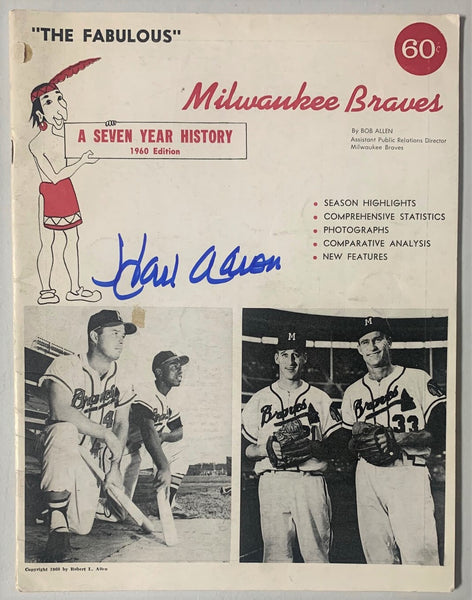 "THE FABULOUS"
60¢
Milwaukee Braves
By BOB ALLEN
Assistant Public Relations Director
Milwaukee Braves
A SEVEN YEAR HISTORY
1960 Edition
• SEASON HIGHLIGHTS
• COMPREHENSIVE STATISTICS
• PHOTOGRAPHS
• COMPARATIVE ANALYSIS
• NEW FEATURES
Hank Aaron
M
M
Braves
4
Braves
Braves
33
Copyright 1960 by Robert L. Allen